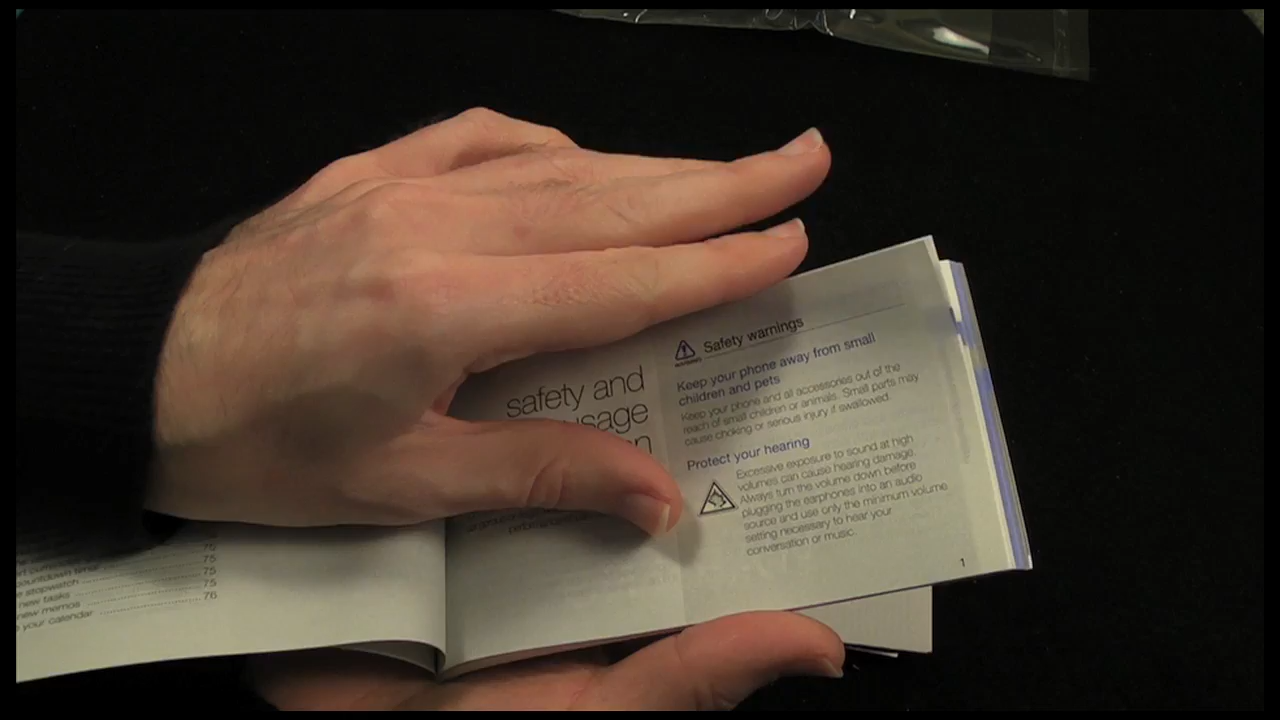 75
75
stopwatch 75
new tasks 75
new memos 76
your calendar
safety and
usage
Safety warnings
Keep your phone away from small
children and pets
Keep your phone and all accessories out of the
reach of small children or animals. Small parts may
cause choking or serious injury if swallowed.
Protect your hearing
Excessive exposure to sound at high
volumes can cause hearing damage.
Always turn the volume down before
plugging the earphones into an audio
source and use only the minimum volume
setting necessary to hear your
conversation or music.
1